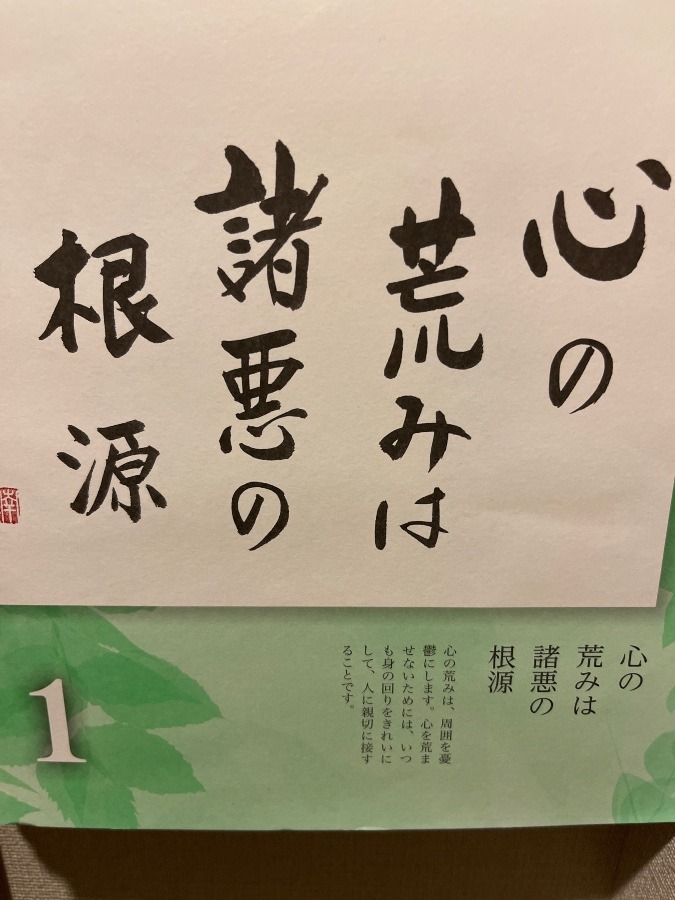 心の
荒みは
諸悪の
根源
心の
荒みは
諸悪の
根源
心の荒みは、周囲を憂
鬱にします。心を荒ま
せないためには、いつ
も身の回りをきれいに
して、人に親切に接す
ることです。
1